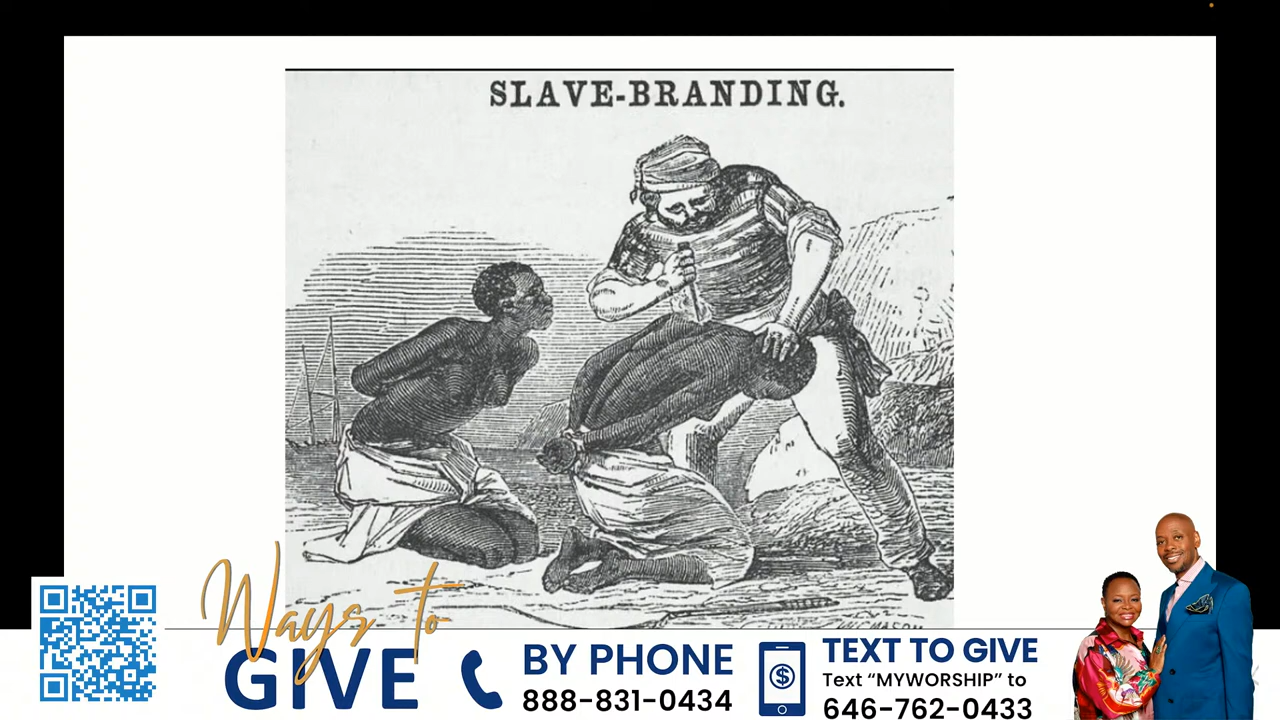 SLAVE-BRANDING.
Ways to
GIVE
BY PHONE
888-831-0434
TEXT TO GIVE
Text “MYWORSHIP” to
646-762-0433